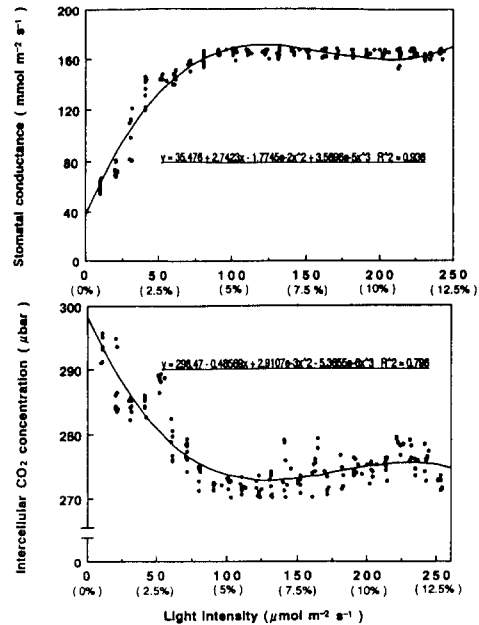 Stomatal conductance ( mmol m⁻² s⁻¹ )
200
160
120
80
40
0
y = 35.476 + 2.7423x - 1.7745e-2x^2 + 3.5696e-5x^3 R^2 = 0.936
0 50 100 150 200 250
(0%) (2.5%) (5%) (7.5%) (10%) (12.5%)
Intercellular CO₂ concentration ( μbar )
300
290
280
270
0
y = 298.47 - 0.48569x + 2.9107e-3x^2 - 5.3655e-6x^3 R^2 = 0.796
0 50 100 150 200 250
(0%) (2.5%) (5%) (7.5%) (10%) (12.5%)
Light intensity (μmol m⁻² s⁻¹ )